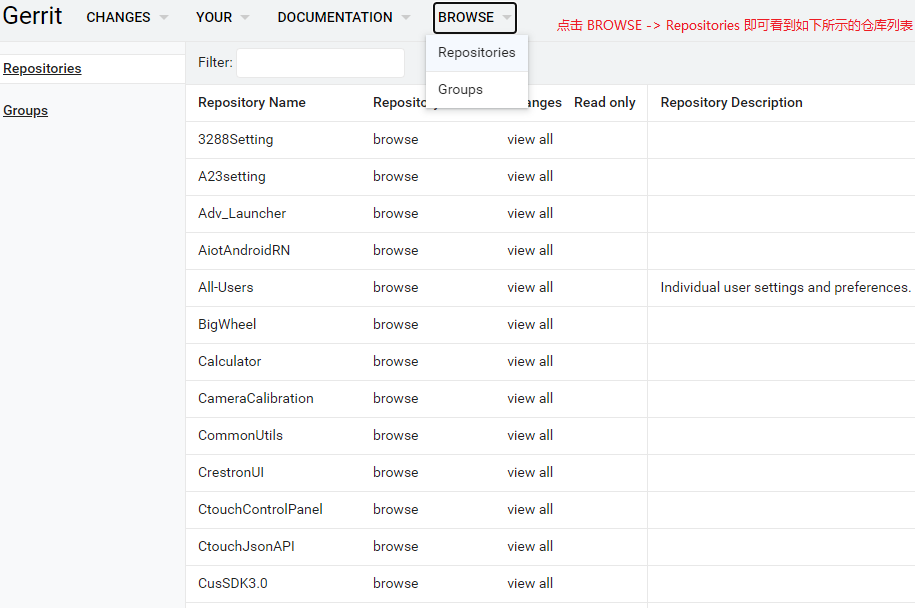 Gerrit CHANGES YOUR DOCUMENTATION BROWSE 点击 BROWSE -> Repositories 即可看到如下所示的仓库列表
Repositories
Groups
Repositories
Groups
Filter:
Repository Name Read only Repository Description
3288Setting browse view all
A23setting browse view all
Adv_Launcher browse view all
AiotAndroidRN browse view all
All-Users browse view all Individual user settings and preferences.
BigWheel browse view all
Calculator browse view all
CameraCalibration browse view all
CommonUtils browse view all
CrestronUI browse view all
CtouchControlPanel browse view all
CtouchJsonAPI browse view all
CusSDK3.0 browse view all